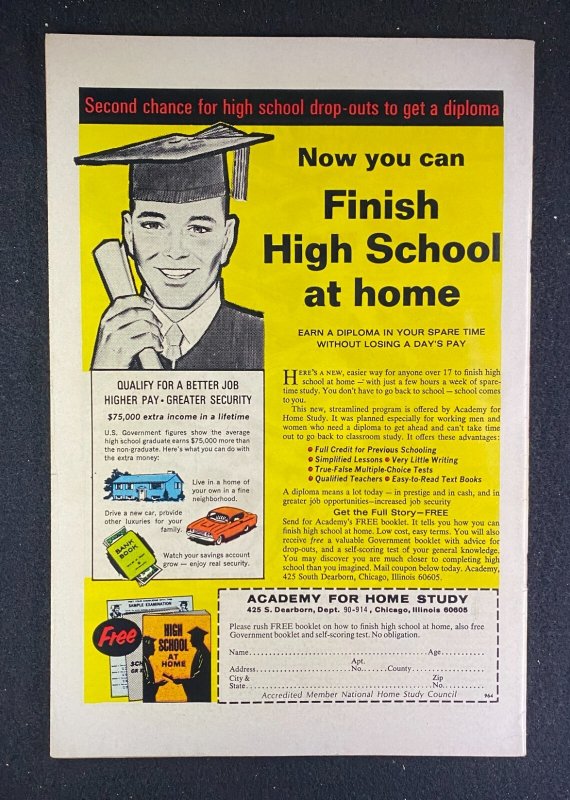 Second chance for high school drop-outs to get a diploma
Now you can
Finish
High School
at home
EARN A DIPLOMA IN YOUR SPARE TIME
WITHOUT LOSING A DAY'S PAY
HERE'S A NEW, easier way for anyone over 17 to finish high
school at home — with just a few hours a week of spare-
time study. You don't have to go back to school — school comes
to you.
This new, streamlined program is offered by Academy for
Home Study. It was planned especially for working men and
women who need a diploma to get ahead and can't take time
out to go back to classroom study. It offers these advantages:
• Full Credit for Previous Schooling
• Simplified Lessons • Very Little Writing
• True-False Multiple-Choice Tests
• Qualified Teachers • Easy-to-Read Text Books
A diploma means a lot today — in prestige and in cash, and in
greater job opportunities—increased job security
Get the Full Story—FREE
Send for Academy's FREE booklet. It tells you how you can
finish high school at home. Low cost, easy terms. You will also
receive free a valuable Government booklet with advice for
drop-outs, and a self-scoring test of your general knowledge.
You may discover you are much closer to completing high
school than you imagined. Mail coupon below today. Academy,
425 South Dearborn, Chicago, Illinois 60605.
QUALIFY FOR A BETTER JOB
HIGHER PAY • GREATER SECURITY
$75,000 extra income in a lifetime
U.S. Government figures show the average
high school graduate earns $75,000 more than
the non-graduate. Here's what you can do with
the extra money:
Live in a home of
your own in a fine
neighborhood.
Drive a new car, provide
other luxuries for your
family.
BANK
BOOK
Watch your savings account
grow — enjoy real security.
Free
SAMPLE EXAMINATION
HIGH
SCHOOL
AT
HOME
ACADEMY FOR HOME STUDY
425 S. Dearborn, Dept. 90-914, Chicago, Illinois 60605
Please rush FREE booklet on how to finish high school at home, also free
Government booklet and self-scoring test. No obligation.
Name Age
Apt.
Address No. County
City & Zip
State No.
Accredited Member National Home Study Council 964